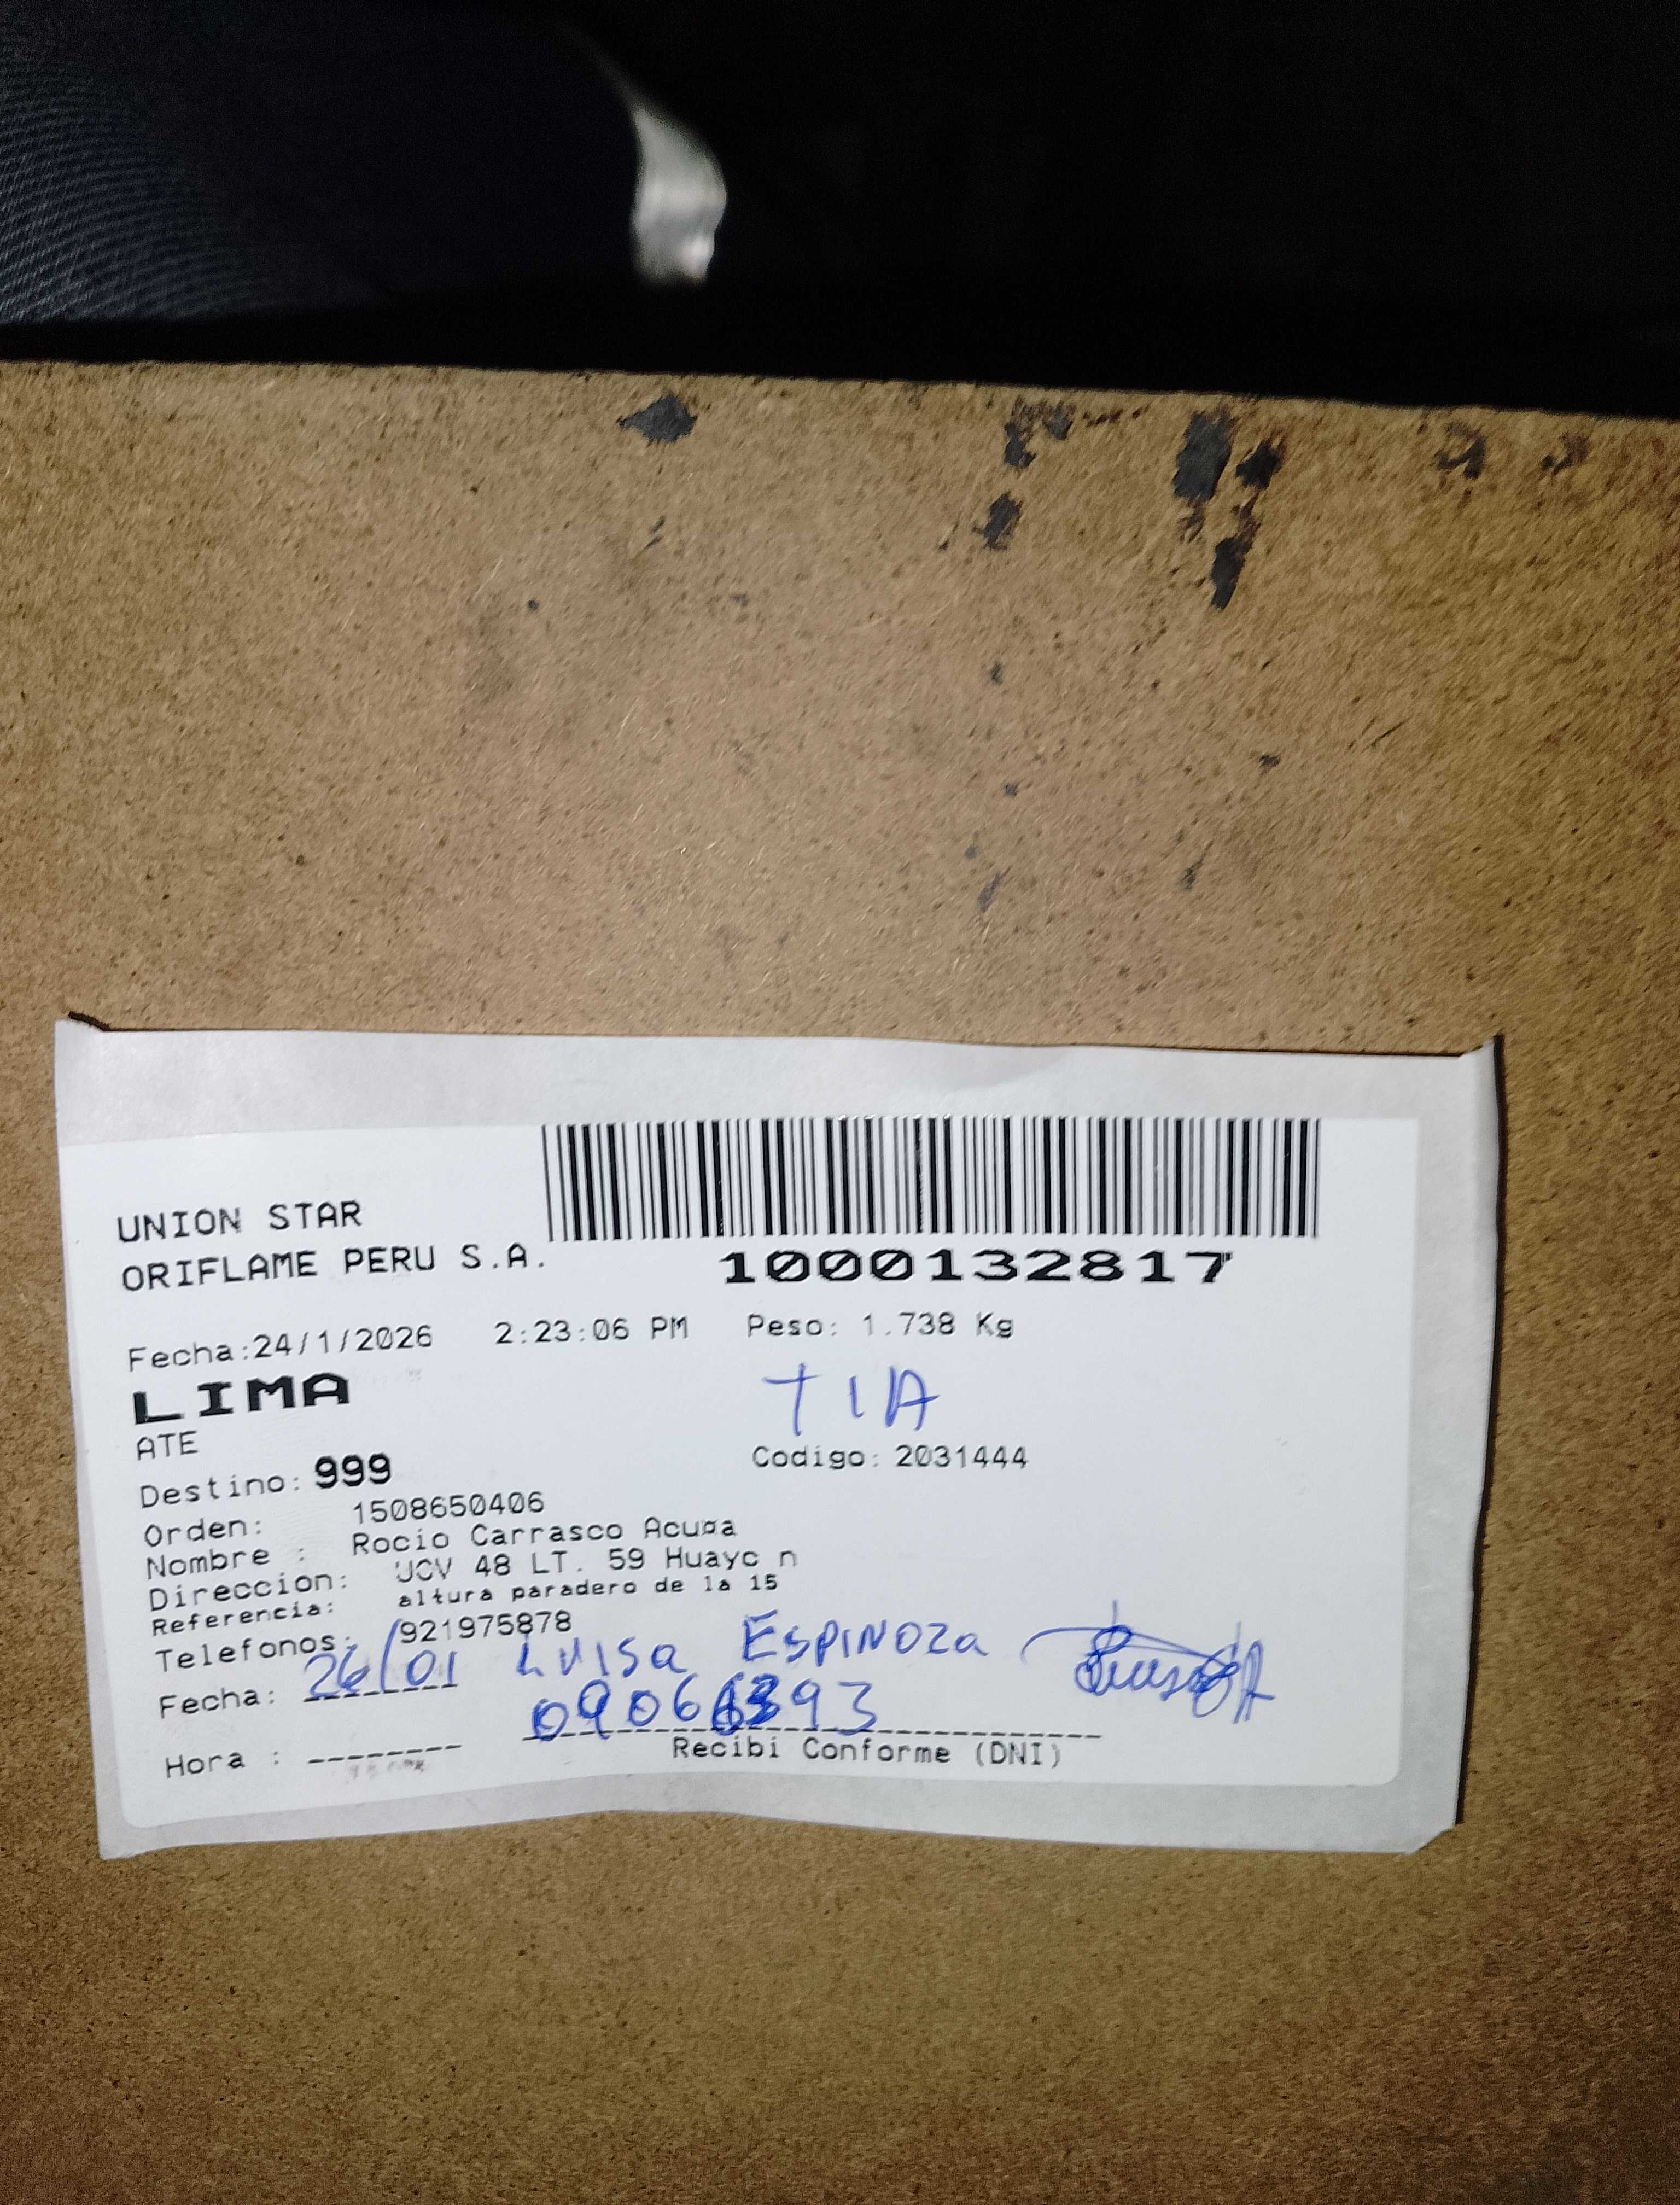 UNION STAR
ORIFLAME PERU S.A.
1000132817
Fecha:24/1/2026 2:23:06 PM Peso: 1.738 Kg
LIMA
TIA
ATE
Codigo: 2031444
Destino: 999
Orden: 1508650406
Nombre : Rocio Carrasco Acuɑa
Direccion: UCV 48 LT. 59 Huayc n
Referencia: altura paradero de la 15
Telefonos: 921975878
Fecha: 26/01 Luisa ESPINOZA
Hora :
Recibi Conforme (DNI)